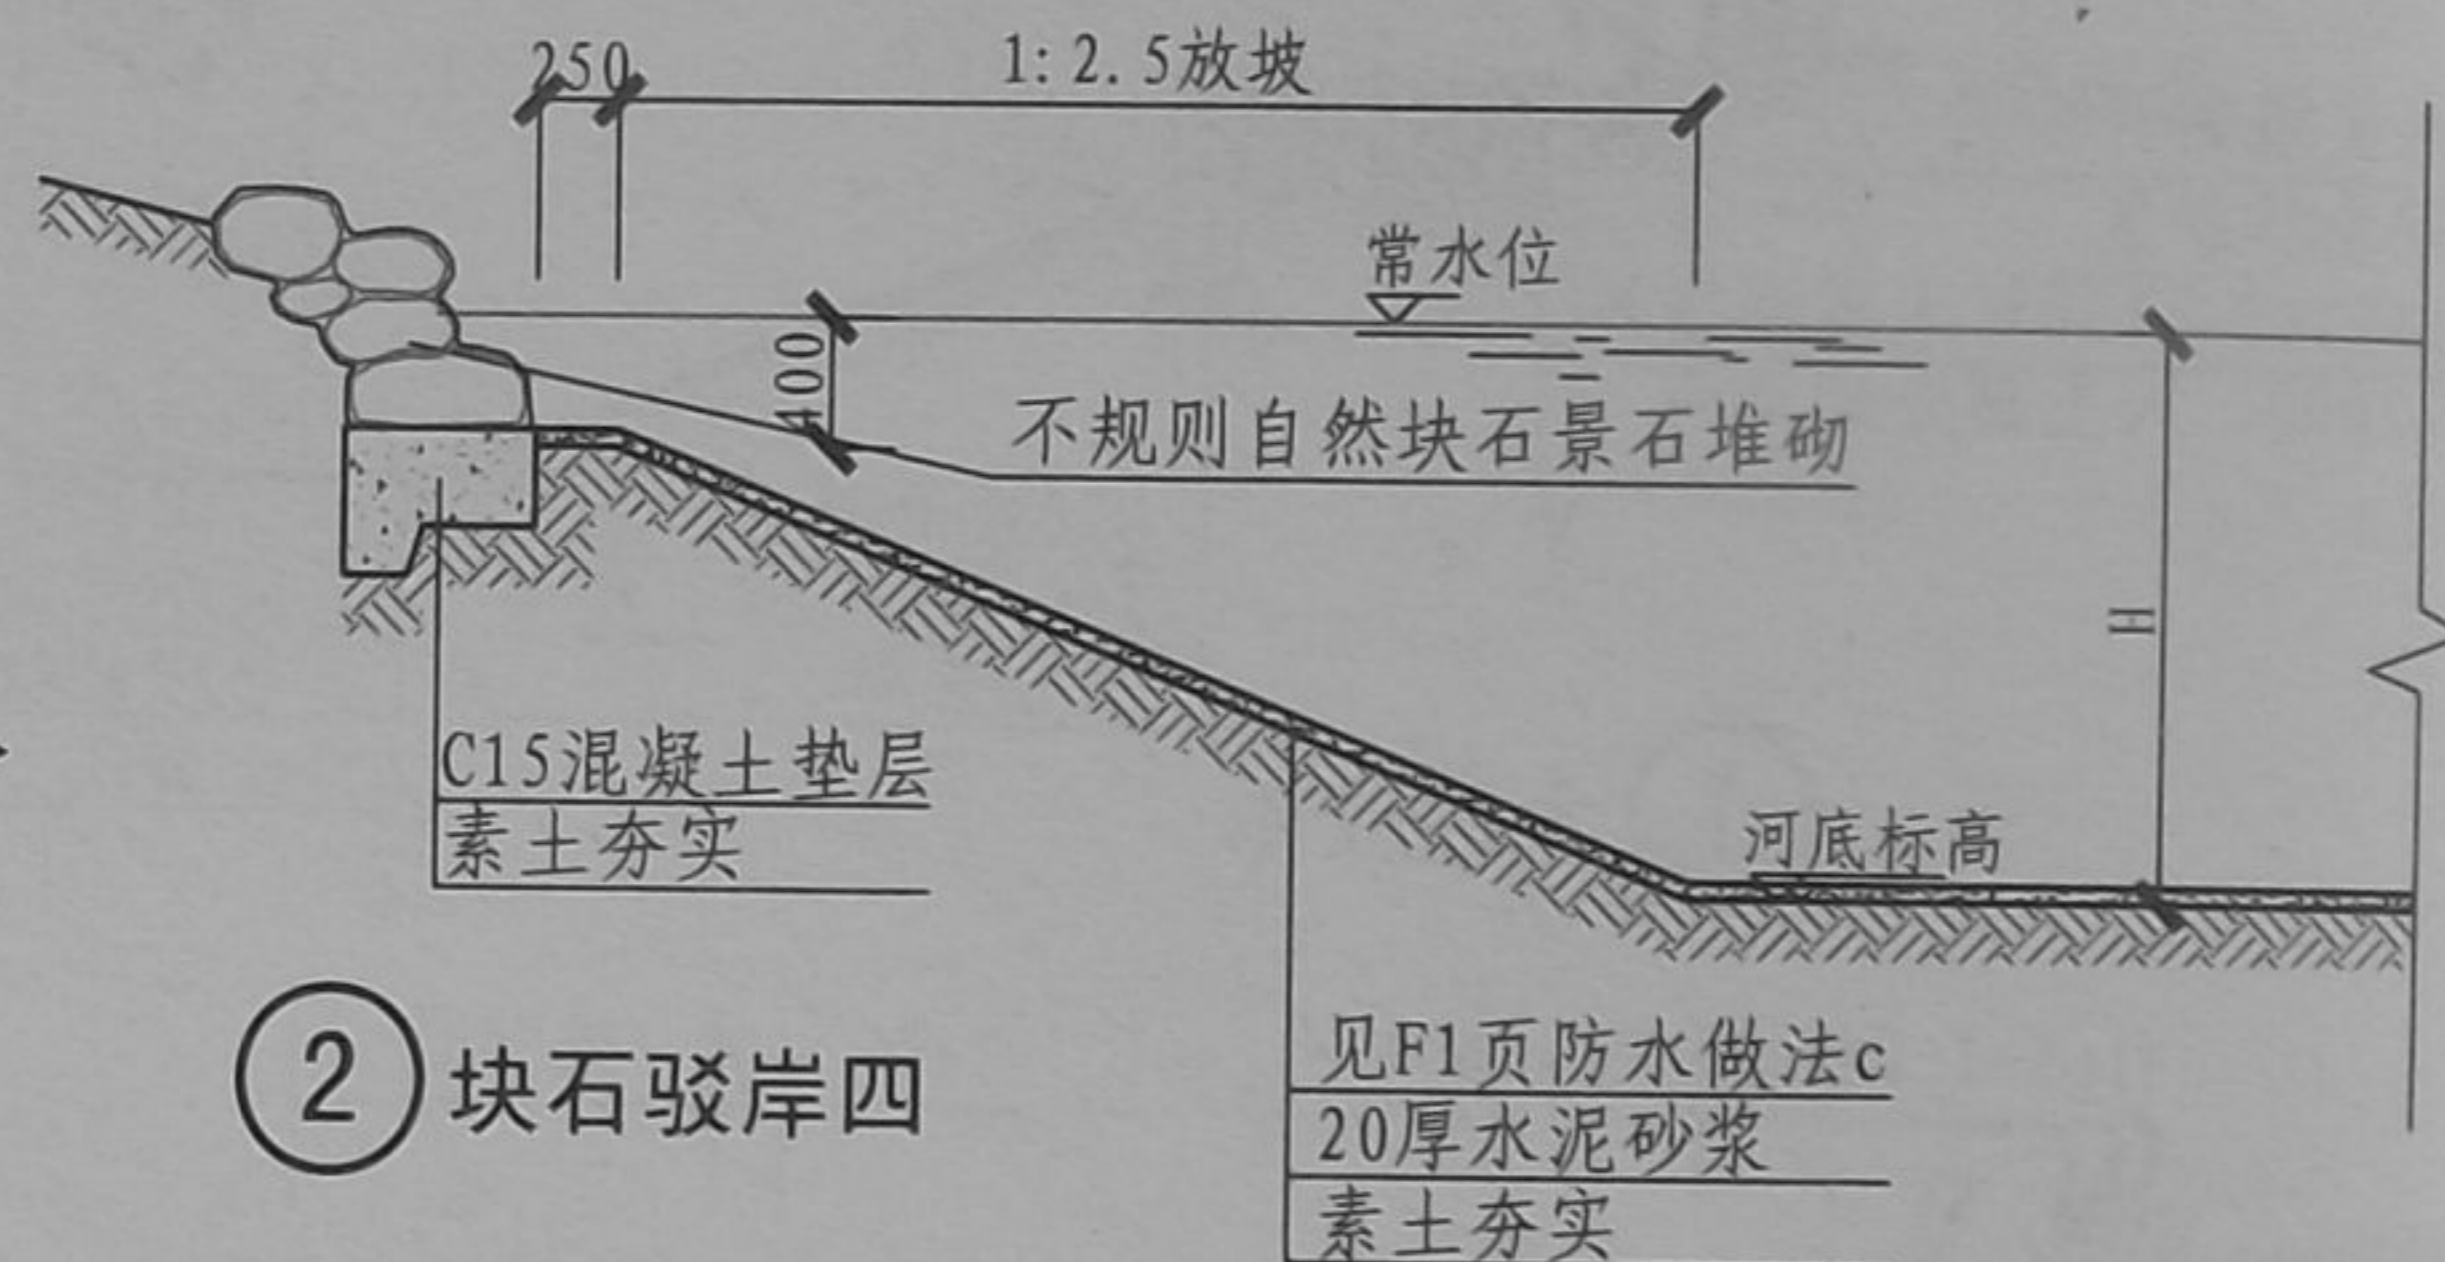 250
1:2.5放坡
常水位
400
不规则自然块石景石堆砌
H
C15混凝土垫层
素土夯实
河底标高
2 块石驳岸四
见F1页防水做法c
20厚水泥砂浆
素土夯实